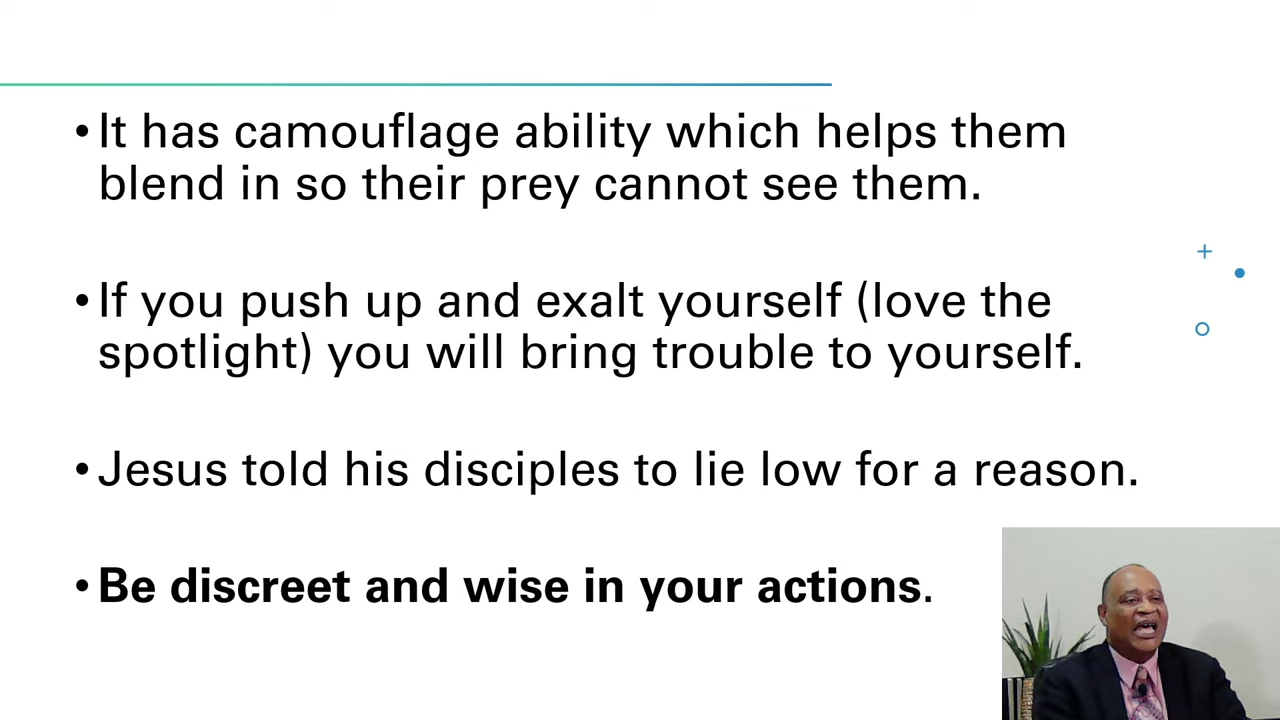 • It has camouflage ability which helps them
blend in so their prey cannot see them.
• If you push up and exalt yourself (love the
spotlight) you will bring trouble to yourself.
• Jesus told his disciples to lie low for a reason.
• Be discreet and wise in your actions.